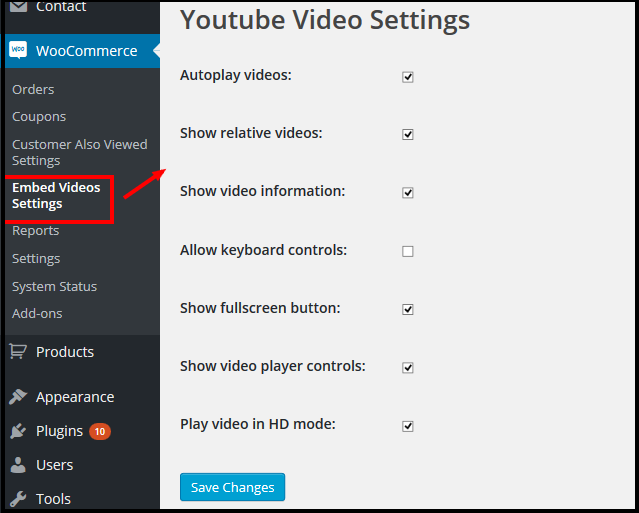 Contact
WooCommerce
Orders
Coupons
Customer Also Viewed
Settings
Embed Videos
Settings
Reports
Settings
System Status
Add-ons
Products
Appearance
Plugins 10
Users
Tools
Youtube Video Settings
Autoplay videos:
Show relative videos:
Show video information:
Allow keyboard controls:
Show fullscreen button:
Show video player controls:
Play video in HD mode:
Save Changes